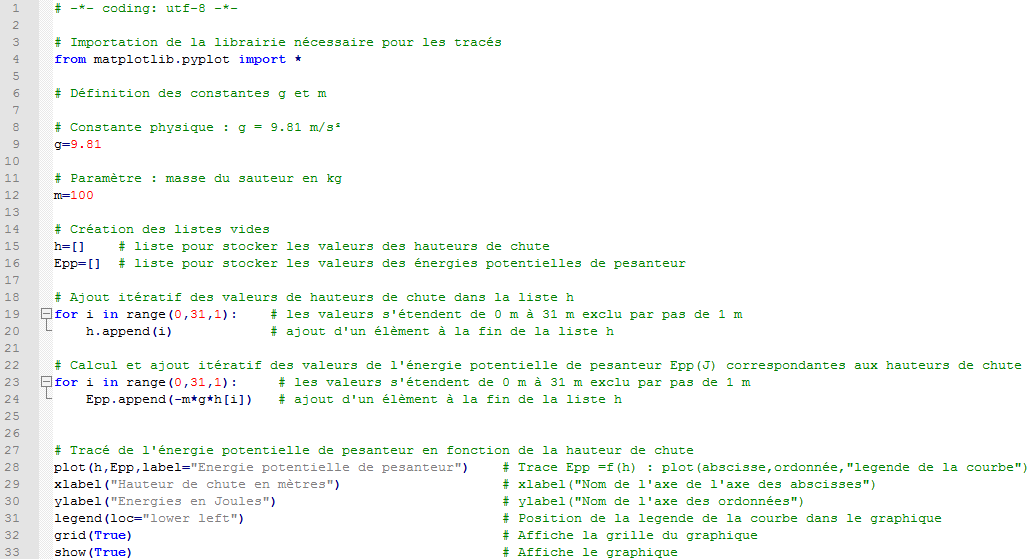 1 # -*- coding: utf-8 -*-
2
3 # Importation de la librairie nécessaire pour les tracés
4 from matplotlib.pyplot import *
5
6 # Définition des constantes g et m
7
8 # Constante physique : g = 9.81 m/s²
9 g=9.81
10
11 # Paramètre : masse du sauteur en kg
12 m=100
13
14 # Création des listes vides
15 h=[]    # liste pour stocker les valeurs des hauteurs de chute
16 Epp=[]  # liste pour stocker les valeurs des énergies potentielles de pesanteur
17
18 # Ajout itératif des valeurs de hauteurs de chute dans la liste h
19 for i in range(0,31,1):    # les valeurs s'étendent de 0 m à 31 m exclu par pas de 1 m
20     h.append(i)            # ajout d'un élèment à la fin de la liste h
21
22 # Calcul et ajout itératif des valeurs de l'énergie potentielle de pesanteur Epp(J) correspondantes aux hauteurs de chute
23 for i in range(0,31,1):     # les valeurs s'étendent de 0 m à 31 m exclu par pas de 1 m
24     Epp.append(-m*g*h[i])   # ajout d'un élèment à la fin de la liste h
25
26
27 # Tracé de l'énergie potentielle de pesanteur en fonction de la hauteur de chute
28 plot(h,Epp,label="Energie potentielle de pesanteur")    # Trace Epp =f(h) : plot(abscisse,ordonnée,"legende de la courbe")
29 xlabel("Hauteur de chute en mètres")                    # xlabel("Nom de l'axe de l'axe des abscisses")
30 ylabel("Energies en Joules")                            # ylabel("Nom de l'axe des ordonnées")
31 legend(loc="lower left")                                # Position de la legende de la courbe dans le graphique
32 grid(True)                                              # Affiche la grille du graphique
33 show(True)                                              # Affiche le graphique